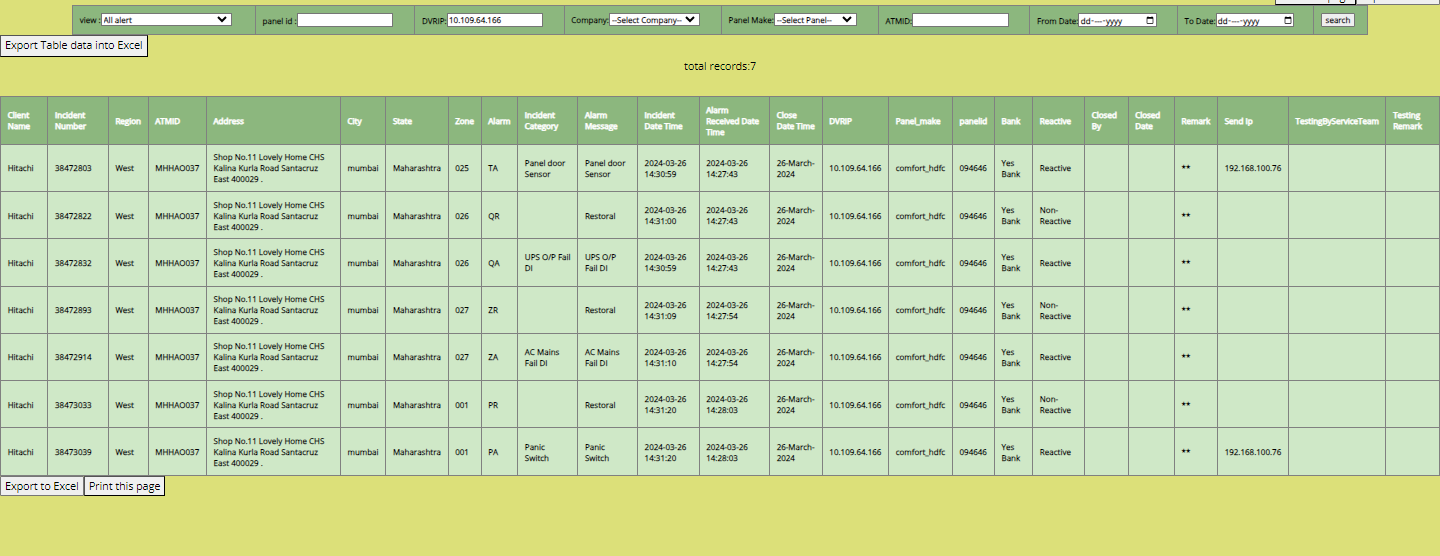 view : All alert panel id : DVRIP: 10.109.64.166 Company: --Select Company-- Panel Make: --Select Panel-- ATMID: From Date: dd----yyyy To Date: dd----yyyy search
Export Table data into Excel
total records:7
Client Name Incident Number Region ATMID Address City State Zone Alarm Incident Category Alarm Message Incident Date Time Alarm Received Date Time Close Date Time DVRIP Panel_make panelid Bank Reactive Closed By Closed Date Remark Send Ip TestingByServiceTeam Testing Remark
Hitachi 38472803 West MHHAO037 Shop No.11 Lovely Home CHS Kalina Kurla Road Santacruz East 400029 . mumbai Maharashtra 025 TA Panel door Sensor Panel door Sensor 2024-03-26 14:30:59 2024-03-26 14:27:43 26-March-2024 10.109.64.166 comfort_hdfc 094646 Yes Bank Reactive ** 192.168.100.76
Hitachi 38472822 West MHHAO037 Shop No.11 Lovely Home CHS Kalina Kurla Road Santacruz East 400029 . mumbai Maharashtra 026 QR Restoral 2024-03-26 14:31:00 2024-03-26 14:27:43 26-March-2024 10.109.64.166 comfort_hdfc 094646 Yes Bank Non-Reactive **
Hitachi 38472832 West MHHAO037 Shop No.11 Lovely Home CHS Kalina Kurla Road Santacruz East 400029 . mumbai Maharashtra 026 QA UPS O/P Fail DI UPS O/P Fail DI 2024-03-26 14:30:59 2024-03-26 14:27:43 26-March-2024 10.109.64.166 comfort_hdfc 094646 Yes Bank Reactive **
Hitachi 38472893 West MHHAO037 Shop No.11 Lovely Home CHS Kalina Kurla Road Santacruz East 400029 . mumbai Maharashtra 027 ZR Restoral 2024-03-26 14:31:09 2024-03-26 14:27:54 26-March-2024 10.109.64.166 comfort_hdfc 094646 Yes Bank Non-Reactive **
Hitachi 38472914 West MHHAO037 Shop No.11 Lovely Home CHS Kalina Kurla Road Santacruz East 400029 . mumbai Maharashtra 027 ZA AC Mains Fail DI AC Mains Fail DI 2024-03-26 14:31:10 2024-03-26 14:27:54 26-March-2024 10.109.64.166 comfort_hdfc 094646 Yes Bank Reactive **
Hitachi 38473033 West MHHAO037 Shop No.11 Lovely Home CHS Kalina Kurla Road Santacruz East 400029 . mumbai Maharashtra 001 PR Restoral 2024-03-26 14:31:20 2024-03-26 14:28:03 26-March-2024 10.109.64.166 comfort_hdfc 094646 Yes Bank Non-Reactive **
Hitachi 38473039 West MHHAO037 Shop No.11 Lovely Home CHS Kalina Kurla Road Santacruz East 400029 . mumbai Maharashtra 001 PA Panic Switch Panic Switch 2024-03-26 14:31:20 2024-03-26 14:28:03 26-March-2024 10.109.64.166 comfort_hdfc 094646 Yes Bank Reactive ** 192.168.100.76
Export to Excel Print this page